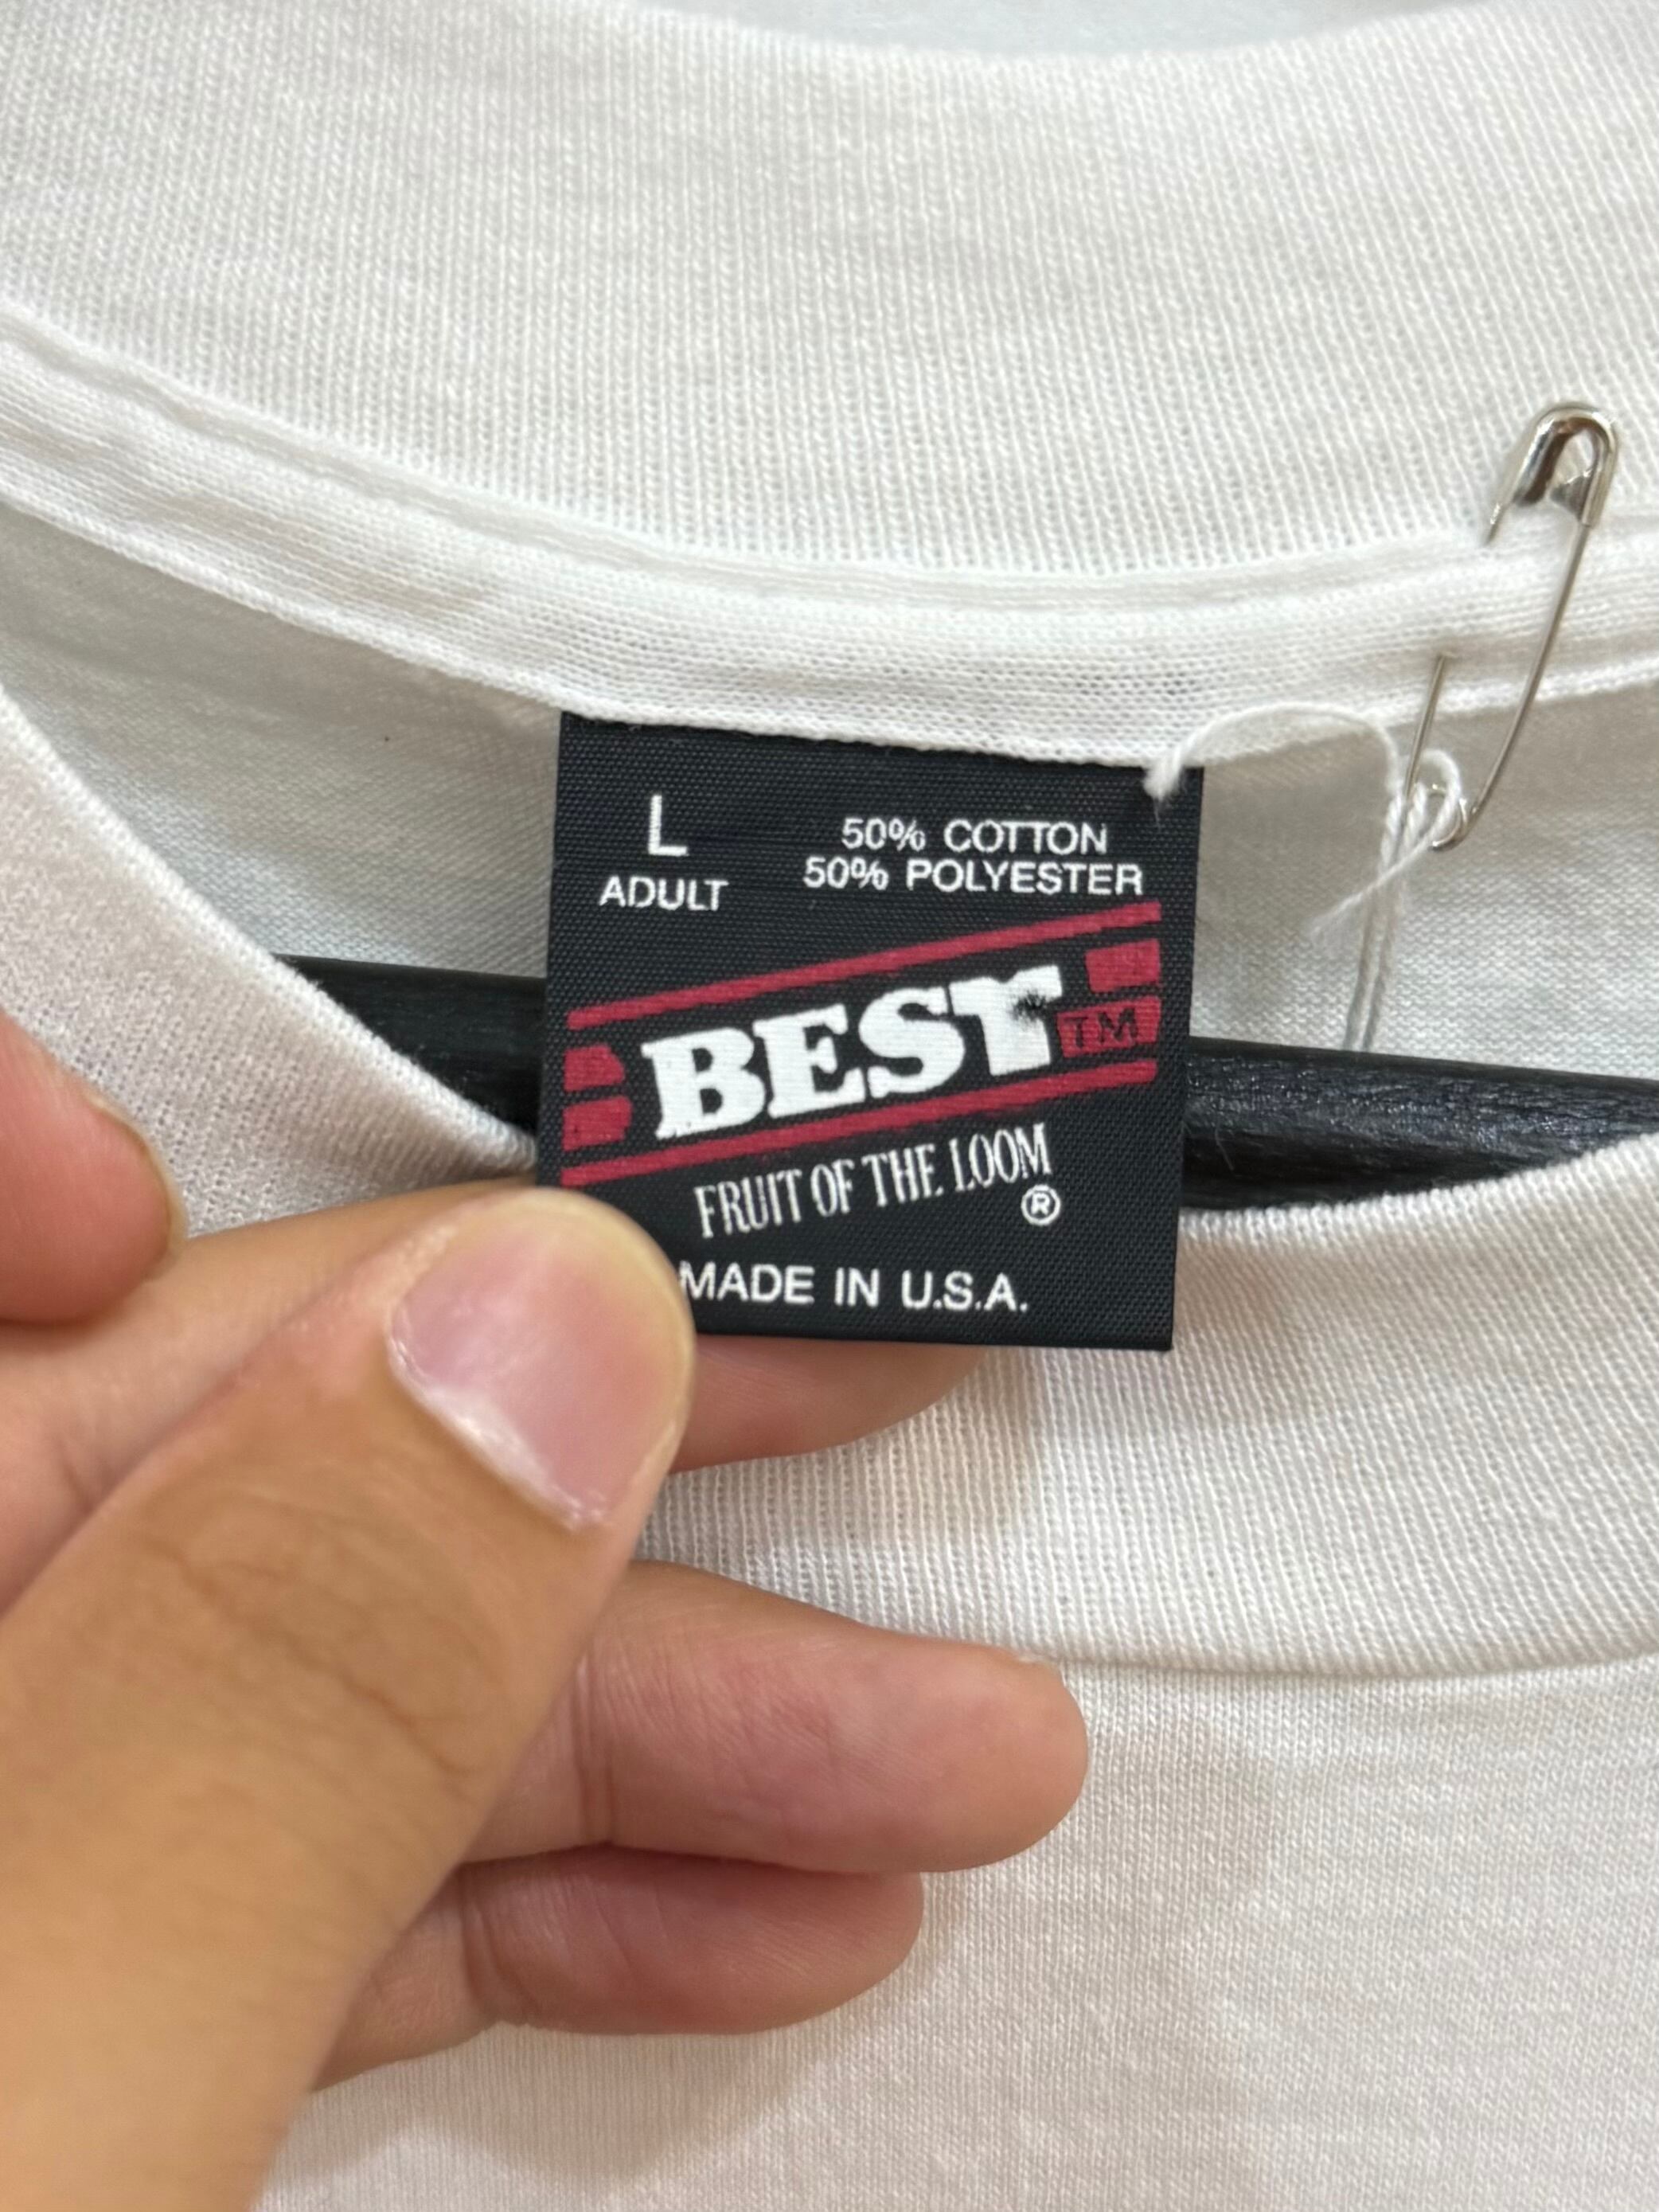 L
ADULT
50% COTTON
50% POLYESTER
BEST
TM
FRUIT OF THE LOOM
®
MADE IN U.S.A.